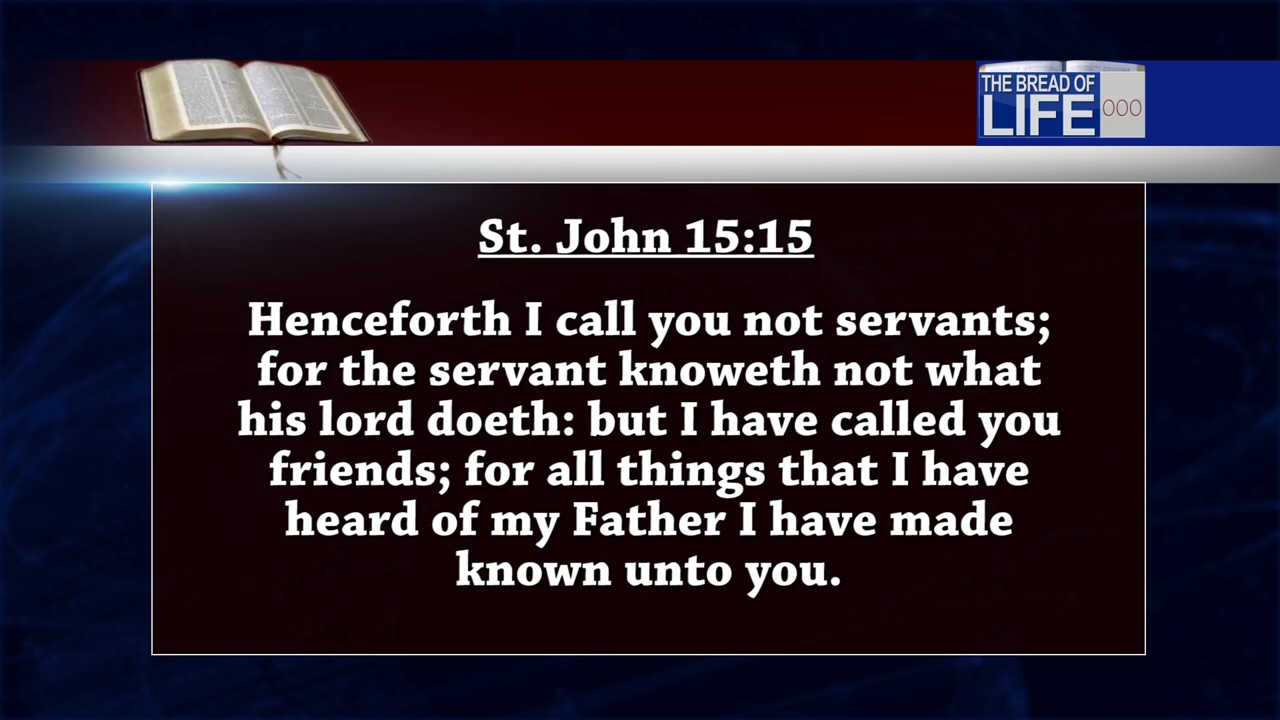 THE BREAD OF
LIFE
000
St. John 15:15
Henceforth I call you not servants;
for the servant knoweth not what
his lord doeth: but I have called you
friends; for all things that I have
heard of my Father I have made
known unto you.